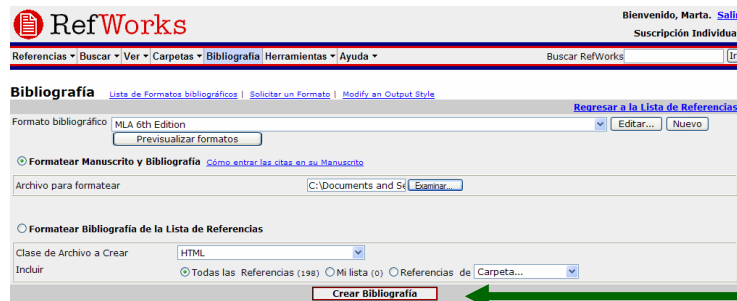 RefWorks
Bienvenido, Marta. Salir
Suscripción Individua
Referencias Buscar Ver Carpetas Bibliografía Herramientas Ayuda Buscar RefWorks
Bibliografía Lista de Formatos bibliográficos | Solicitar un Formato | Modify an Output Style
Regresar a la Lista de Referencias
Formato bibliográfico MLA 6th Edition Editar... Nuevo
Previsualizar formatos
Formatear Manuscrito y Bibliografía Cómo entrar las citas en su Manuscrito
Archivo para formatear C:\Documents and Se Examinar...
Formatear Bibliografía de la Lista de Referencias
Clase de Archivo a Crear HTML
Incluir Todas las Referencias (198) Mi lista (0) Referencias de Carpeta...
Crear Bibliografía